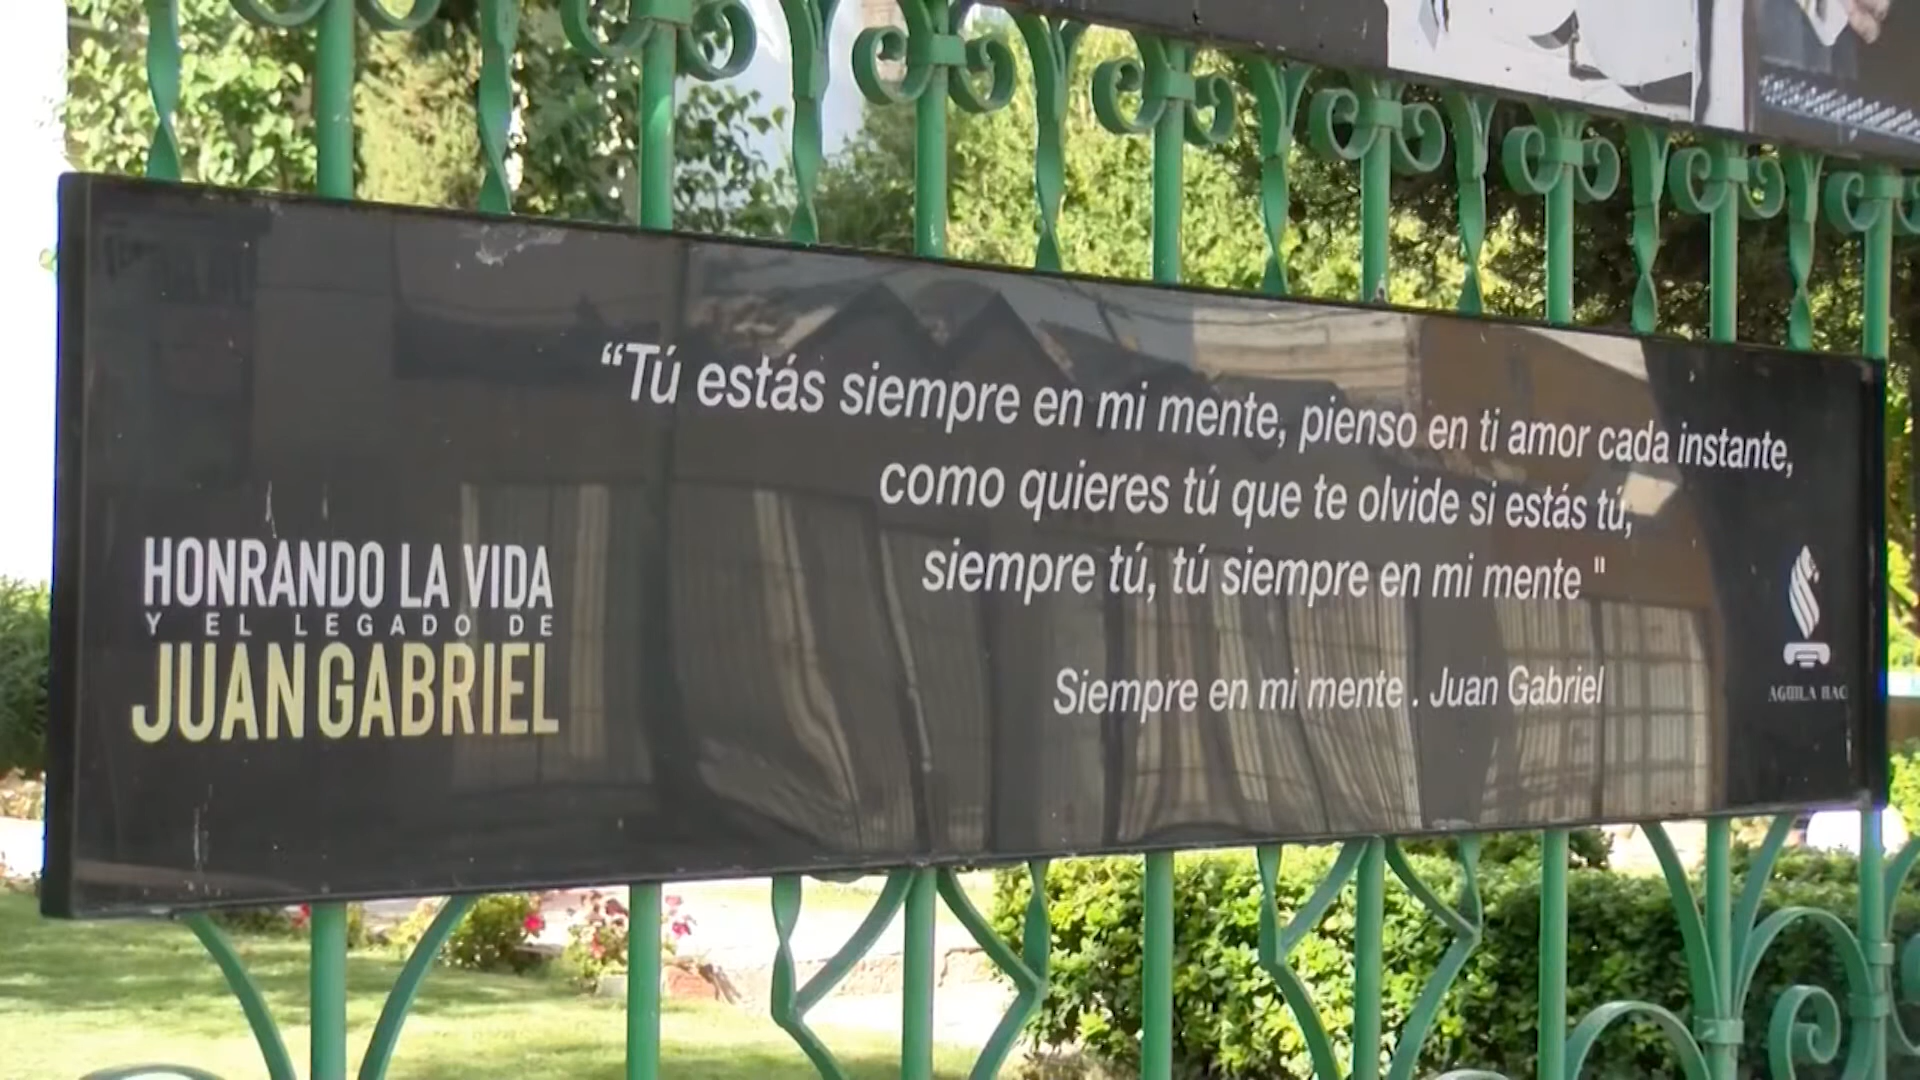 “Tú estás siempre en mi mente, pienso en ti amor cada instante,
como quieres tú que te olvide si estás tú,
siempre tú, tú siempre en mi mente "
Siempre en mi mente . Juan Gabriel
HONRANDO LA VIDA
Y EL LEGADO DE
JUAN GABRIEL